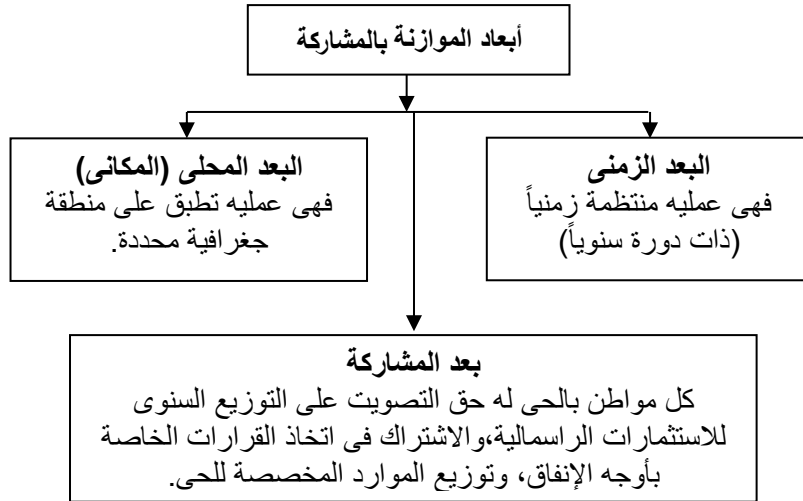 أبعاد الموازنة بالمشاركة
البعد الزمنى
فهى عمليه منتظمة زمنياً
(ذات دورة سنوياً)
البعد المحلى (المكانى)
فهى عمليه تطبق على منطقة
جغرافية محددة.
بعد المشاركة
كل مواطن بالحى له حق التصويت على التوزيع السنوى
للاستثمارات الراسمالية،والاشتراك فى اتخاذ القرارات الخاصة
بأوجه الإنفاق، وتوزيع الموارد المخصصة للحى.